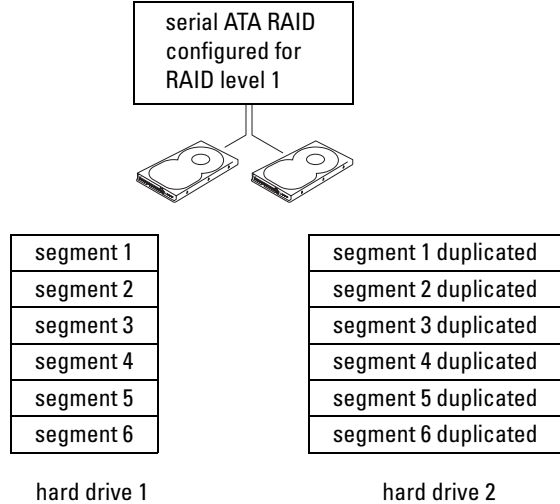 serial ATA RAID
configured for
RAID level 1
segment 1
segment 2
segment 3
segment 4
segment 5
segment 6
hard drive 1
segment 1 duplicated
segment 2 duplicated
segment 3 duplicated
segment 4 duplicated
segment 5 duplicated
segment 6 duplicated
hard drive 2